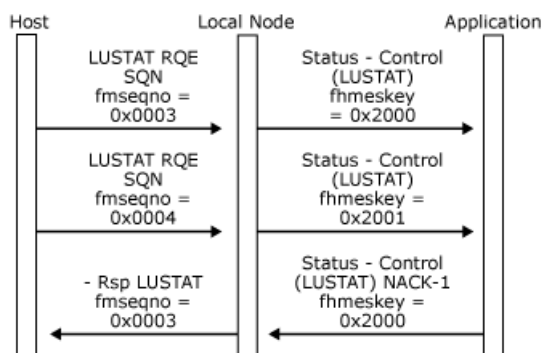 Host
Local Node
Application
LUSTAT RQE
SQN
fmseqno =
0x0003
Status - Control
(LUSTAT)
fhmeskey
= 0x2000
LUSTAT RQE
SQN
fmseqno =
0x0004
Status - Control
(LUSTAT)
fhmeskey =
0x2001
- Rsp LUSTAT
fmseqno =
0x0003
Status - Control
(LUSTAT) NACK-1
fhmeskey =
0x2000